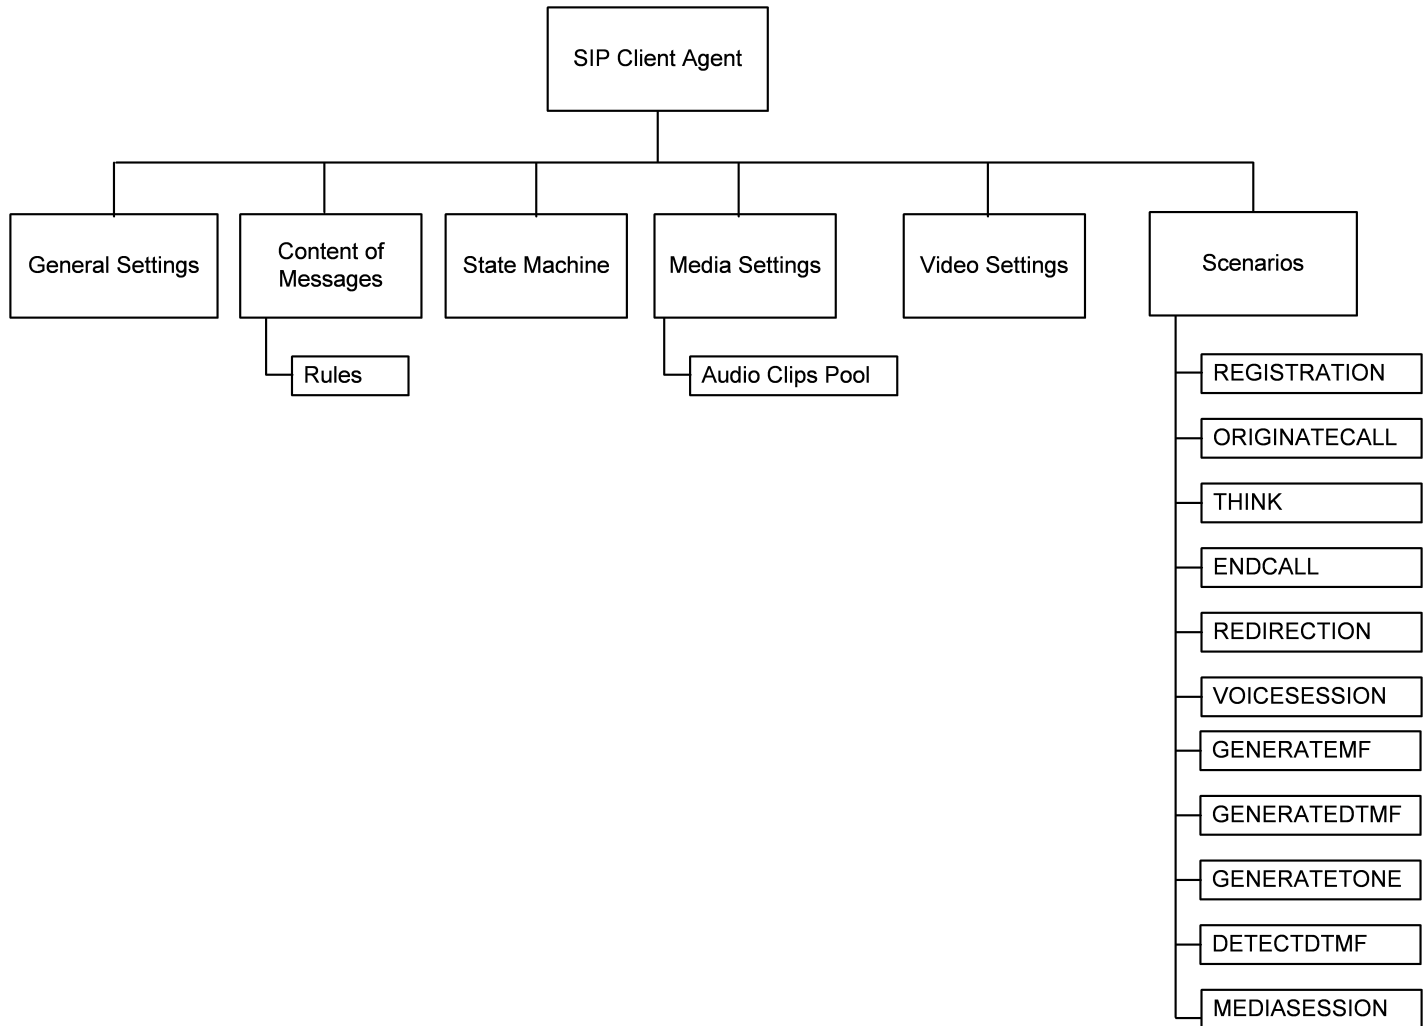 SIP Client Agent
General Settings
Content of
Messages
State Machine
Media Settings
Video Settings
Scenarios
Rules
Audio Clips Pool
REGISTRATION
ORIGINATECALL
THINK
ENDCALL
REDIRECTION
VOICESESSION
GENERATEMF
GENERATEDTMF
GENERATETONE
DETECTDTMF
MEDIASESSION